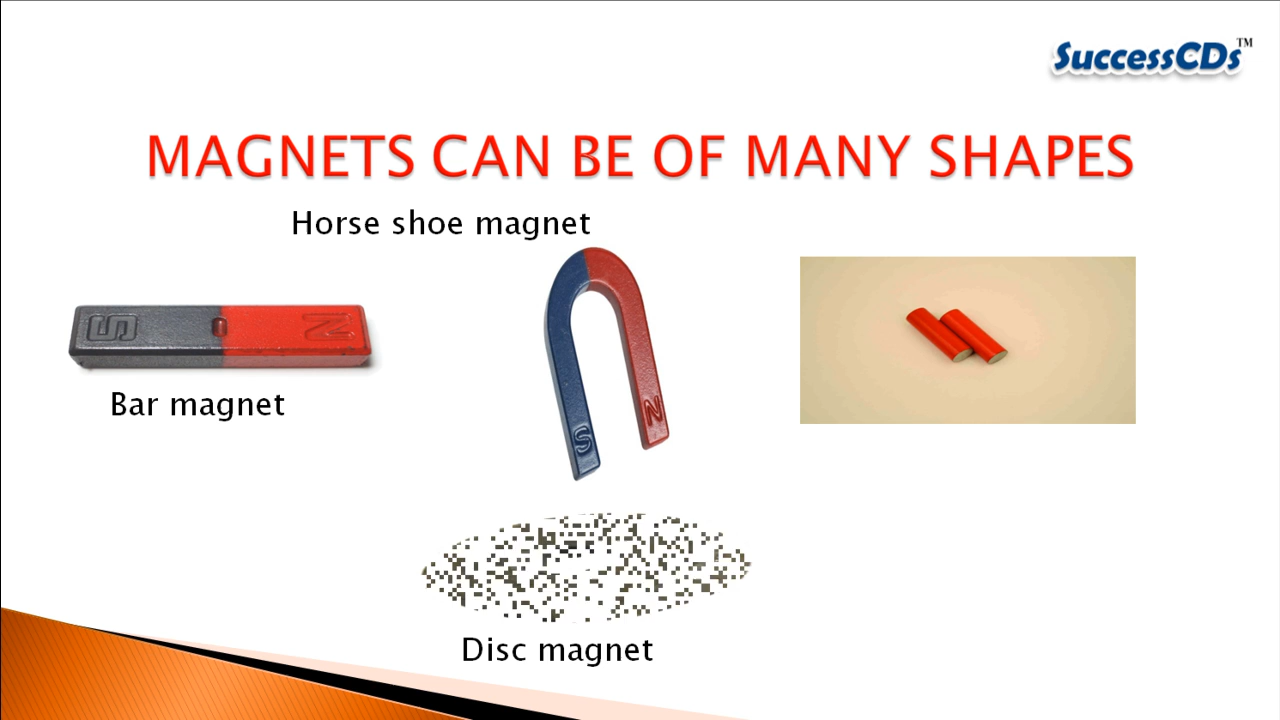 SuccessCDs™
MAGNETS CAN BE OF MANY SHAPES
Horse shoe magnet
S N
Bar magnet
S N
Disc magnet